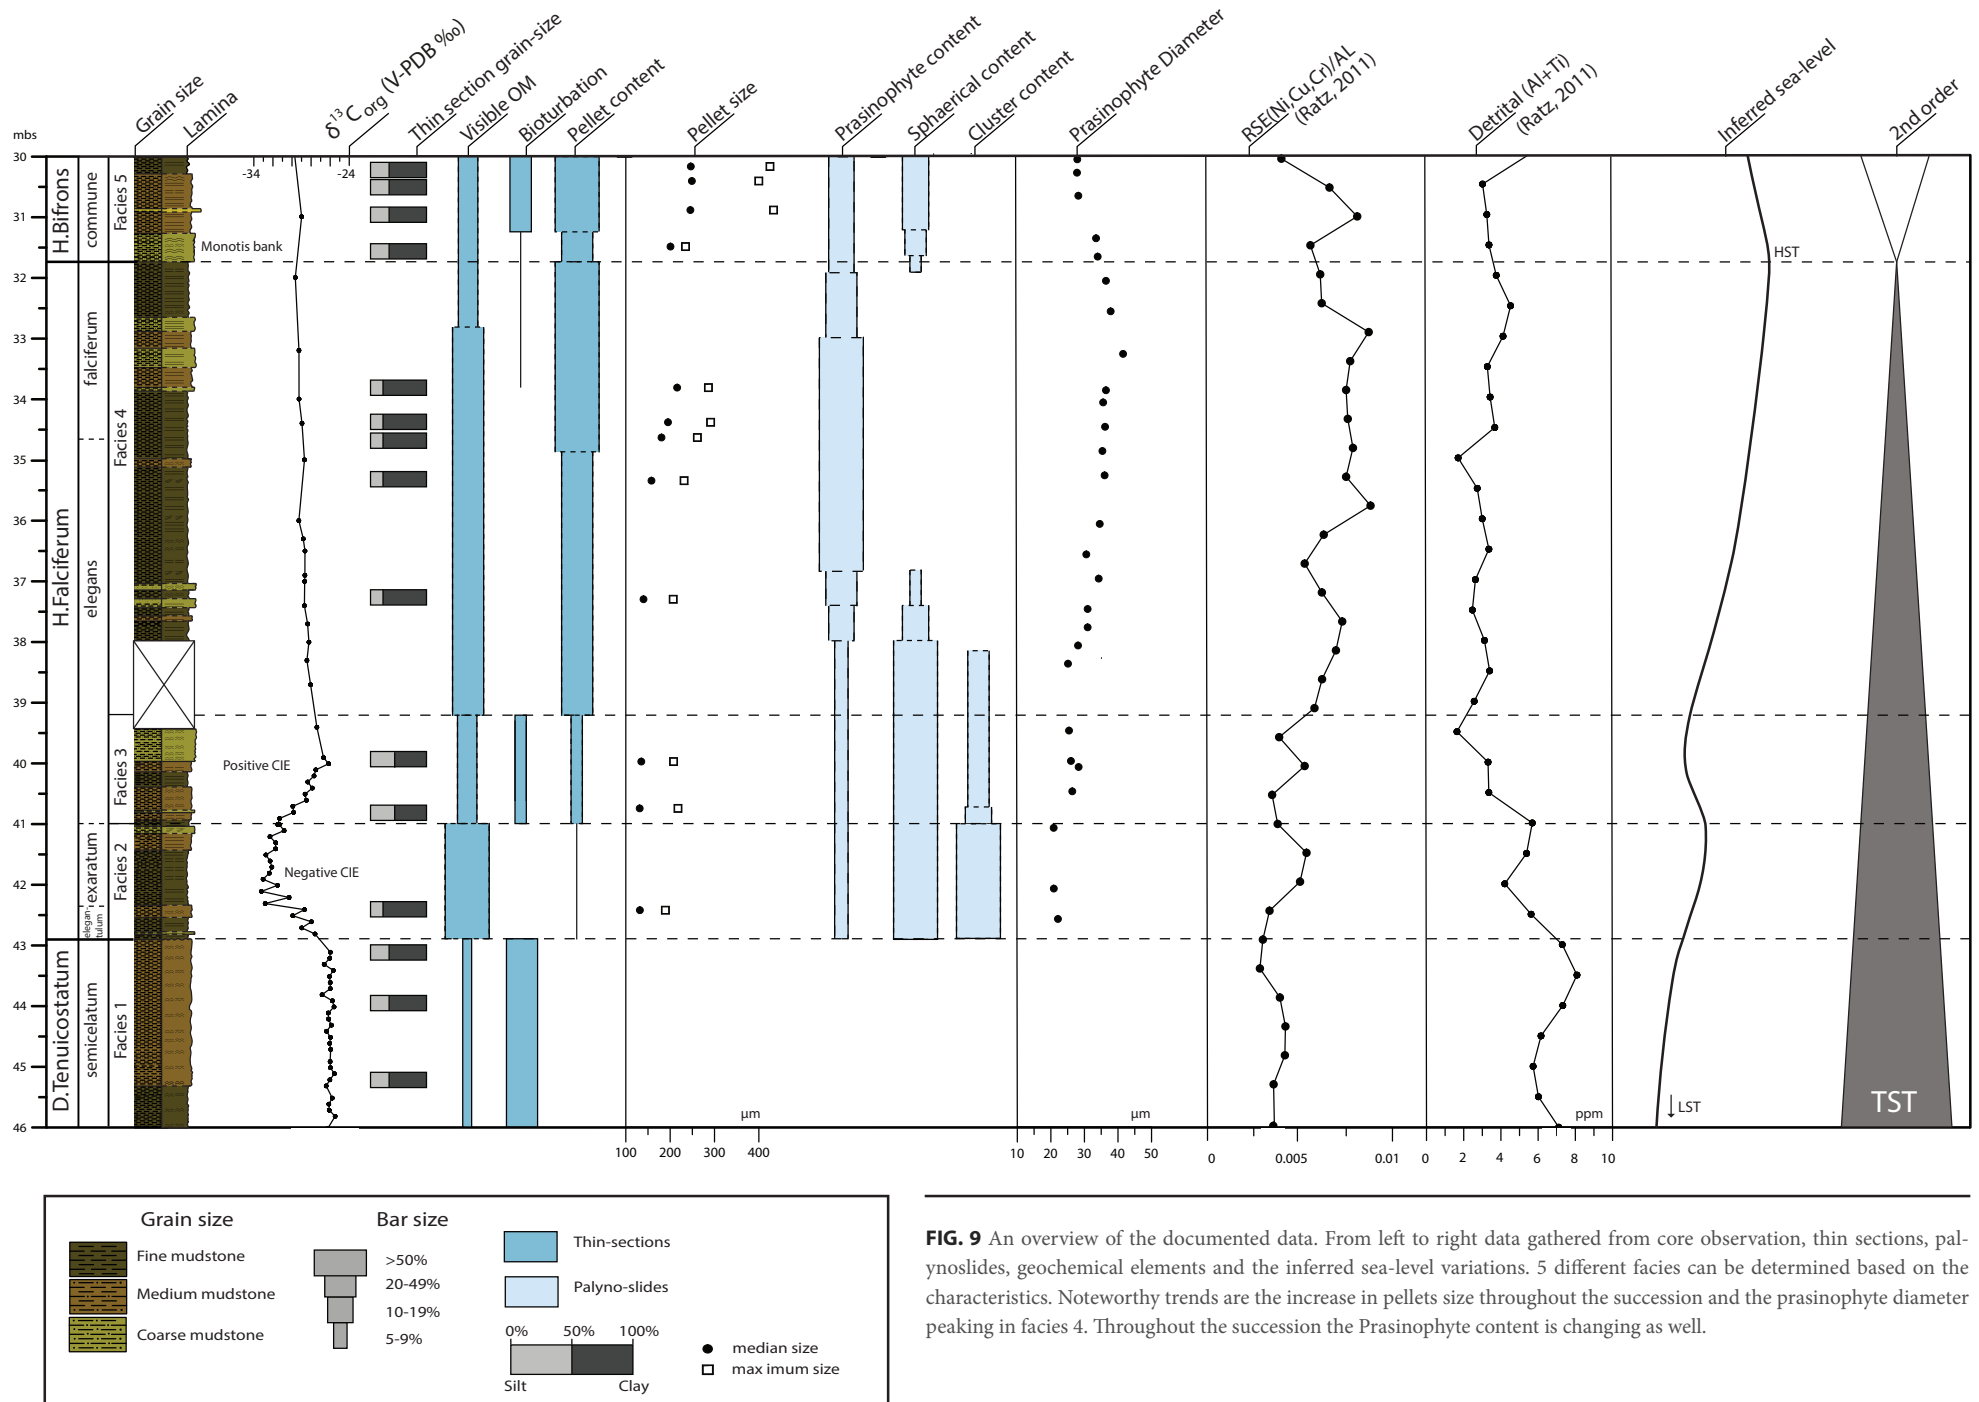 Grain size
Lamina
δ13C org (V-PDB ‰)
Thin section grain-size
Visible OM
Bioturbation
Pellet content
Pellet size
Prasinophyte content
Sphaerical content
Cluster content
Prasinophyte Diameter
RSE(Ni,Cu,Cr)/AL
(Ratz, 2011)
Detrital (Al+Ti)
(Ratz, 2011)
Inferred sea-level
2nd order
mbs
30
31
32
33
34
35
36
37
38
39
40
41
42
43
44
45
46
H.Bifrons
H.Falciferum
D.Tenuicostatum
commune
falciferum
elegans
exaratum
elegan-
tulum
semicelatum
Facies 5
Facies 4
Facies 3
Facies 2
Facies 1
-34
-24
Monotis bank
Positive CIE
Negative CIE
HST
LST
TST
µm
µm
ppm
100 200 300 400
10 20 30 40 50
0 0.005 0.01
0 2 4 6 8 10
Grain size
Fine mudstone
Medium mudstone
Coarse mudstone
Bar size
>50%
20-49%
10-19%
5-9%
Thin-sections
Palyno-slides
0% 50% 100%
Silt Clay
median size
max imum size
FIG. 9 An overview of the documented data. From left to right data gathered from core observation, thin sections, pal-
ynoslides, geochemical elements and the inferred sea-level variations. 5 different facies can be determined based on the
characteristics. Noteworthy trends are the increase in pellets size throughout the succession and the prasinophyte diameter
peaking in facies 4. Throughout the succession the Prasinophyte content is changing as well.